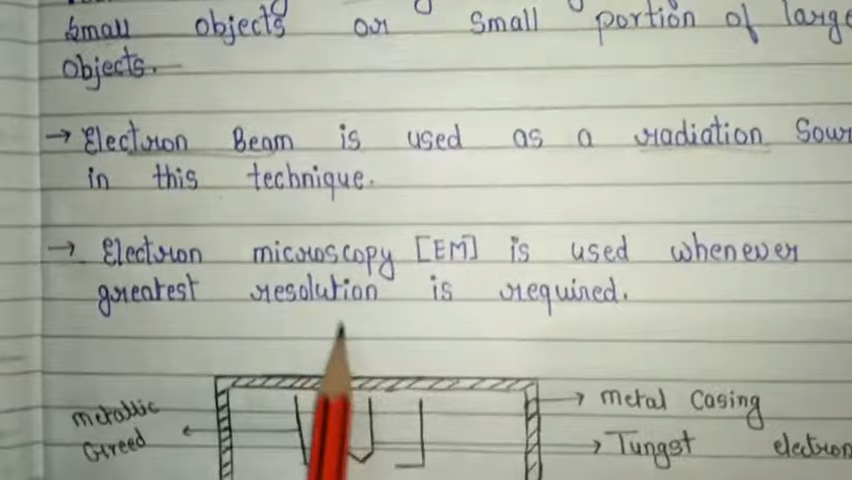 small objects our small portion of large
objects.
→ Electron Beam is used as a radiation Sour
in this technique.
→ Electron microscopy [EM] is used whenever
greatest resolution is required.
metallic
Greed
→ metal Casing
→ Tungst electron